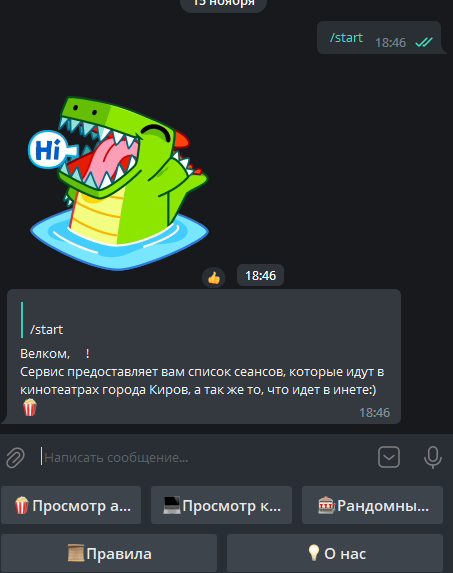 15 ноября
/start 18:46
Hi
18:46
/start
Велком, !
Сервис предоставляет вам список сеансов, которые идут в
кинотеатрах города Киров, а так же то, что идет в инете:)
18:46
Написать сообщение...
Просмотр а... Просмотр к... Рандомны...
Правила О нас